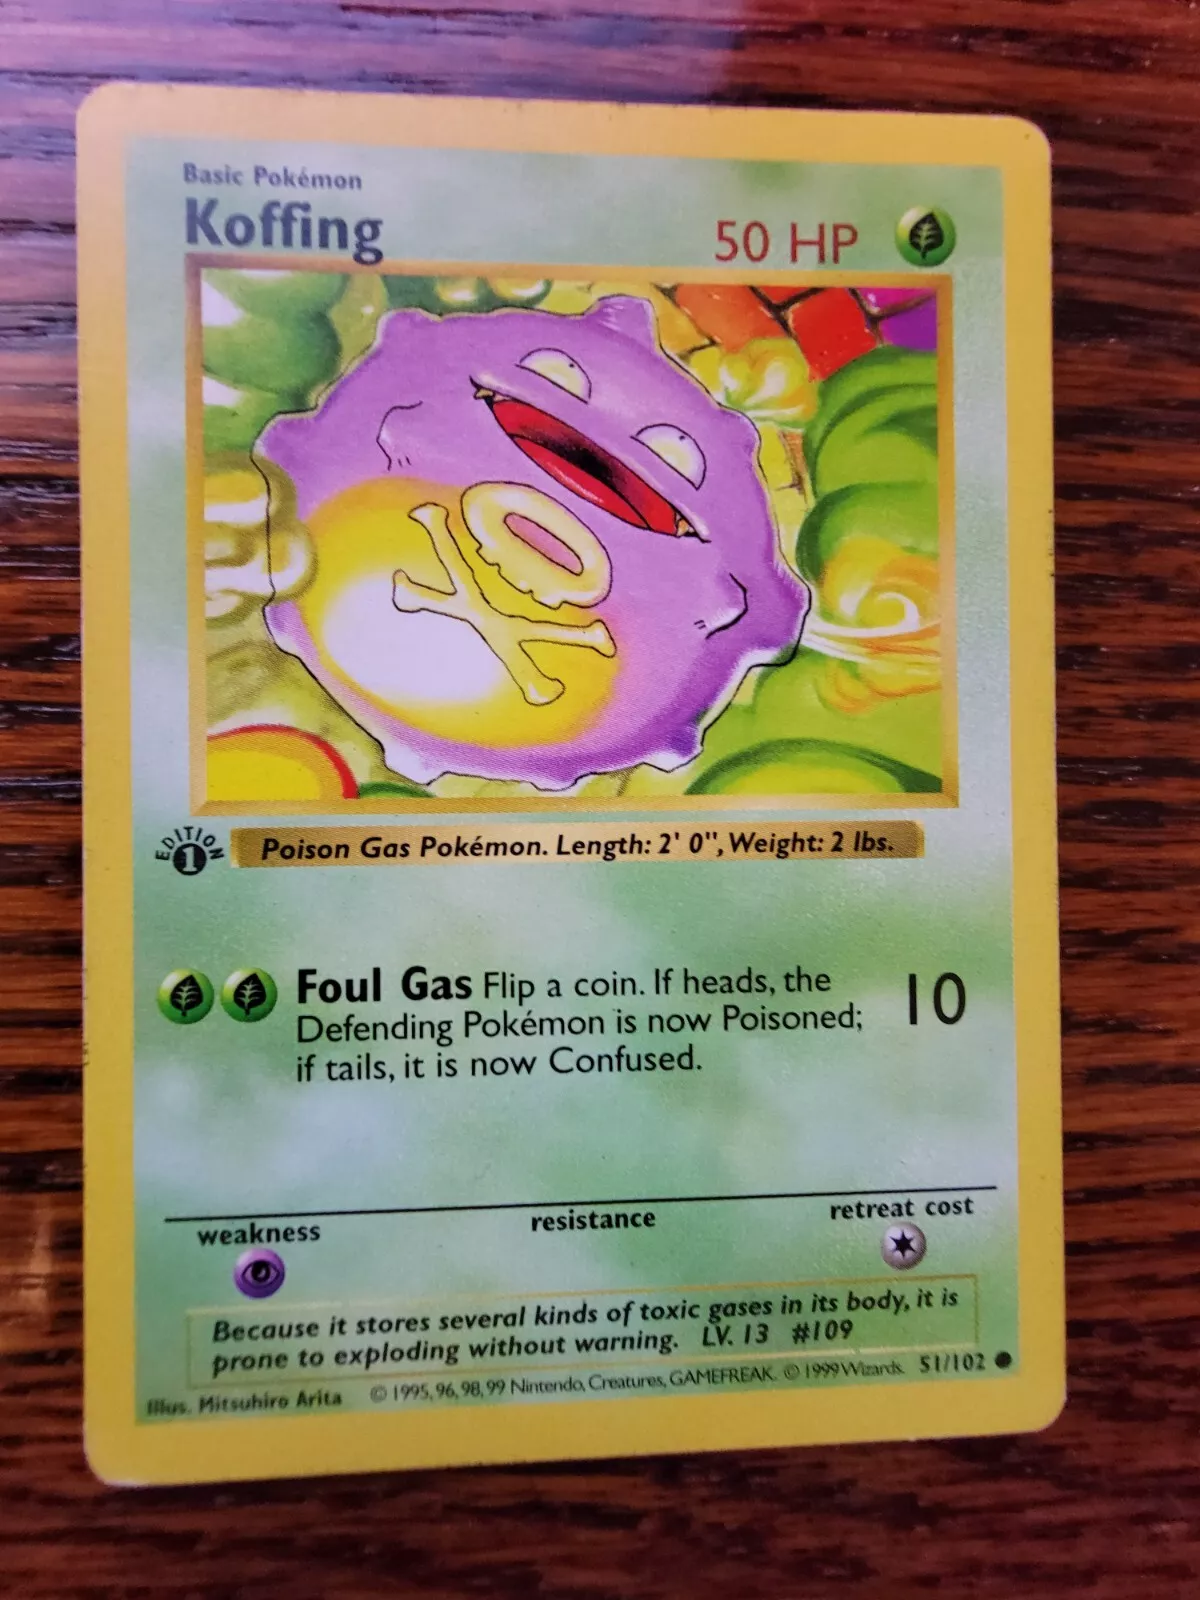 Basic Pokémon
Koffing
50 HP
EDITION
1
Poison Gas Pokémon. Length: 2' 0", Weight: 2 lbs.
Foul Gas Flip a coin. If heads, the
Defending Pokémon is now Poisoned;
if tails, it is now Confused.
10
weakness
resistance
retreat cost
Because it stores several kinds of toxic gases in its body, it is
prone to exploding without warning. LV. 13 #109
Illus. Mitsuhiro Arita
© 1995, 96, 98, 99 Nintendo, Creatures, GAMEFREAK. © 1999 Wizards.
51/102